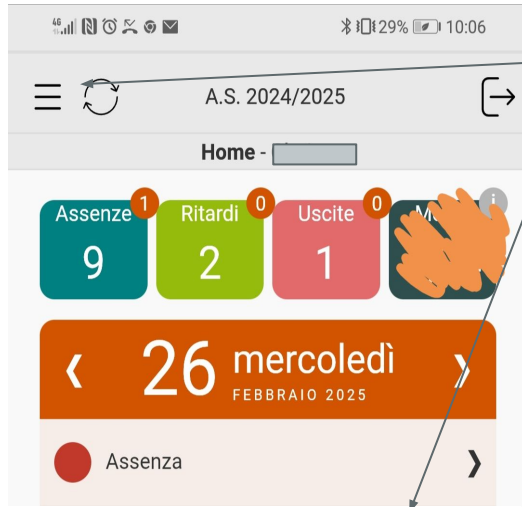 46 29% 10:06
A.S. 2024/2025
Home -
Assenze 1 Ritardi 0 Uscite 0 i
9 2 1
26 mercoledì
FEBBRAIO 2025
Assenza